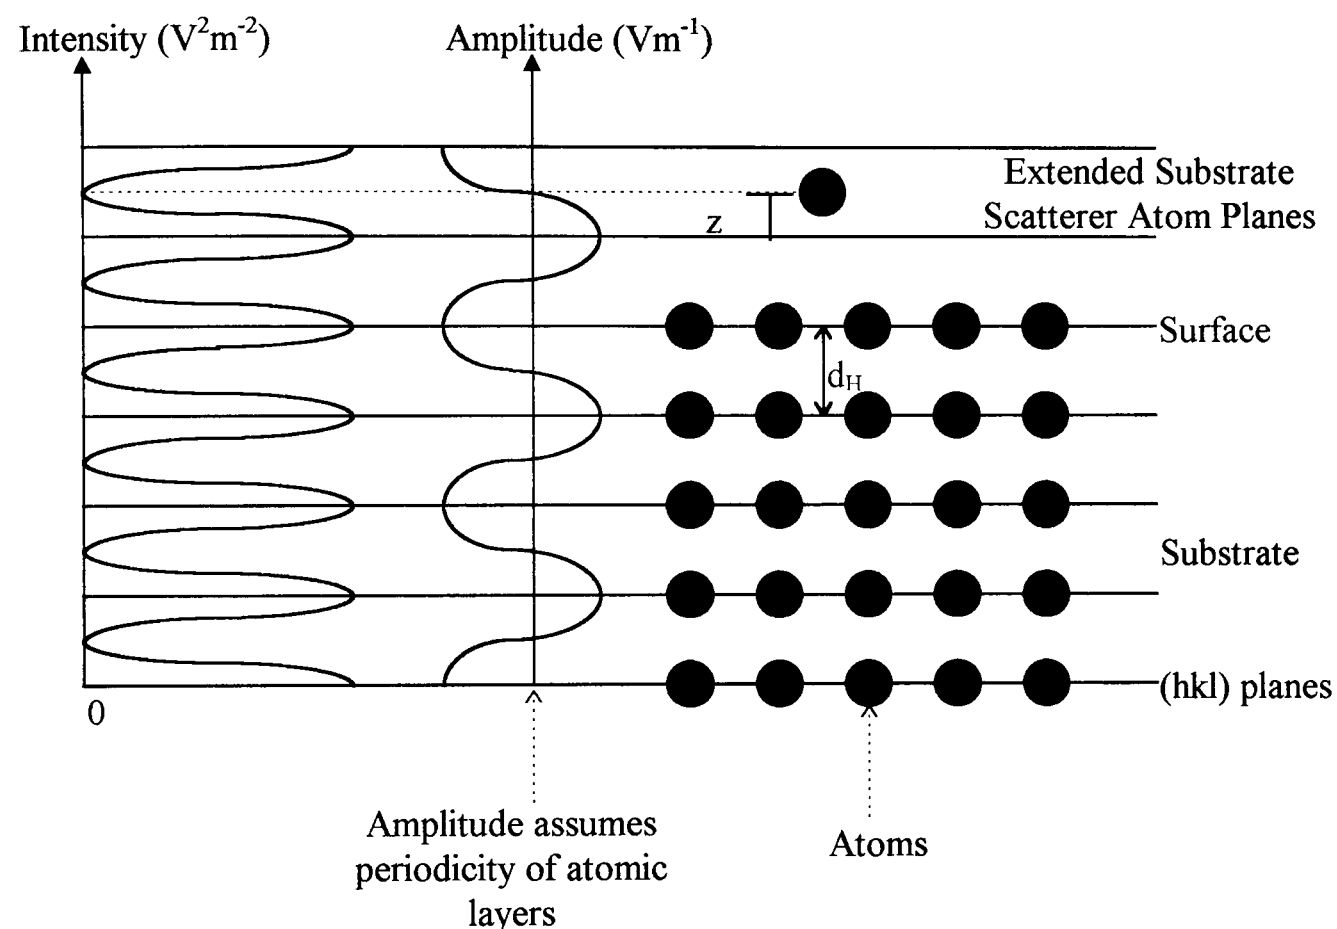 Intensity (V²m⁻²)
Amplitude (Vm⁻¹)
Extended Substrate
Scatterer Atom Planes
z
Surface
d_H
Substrate
(hkl) planes
0
Amplitude assumes
periodicity of atomic
layers
Atoms